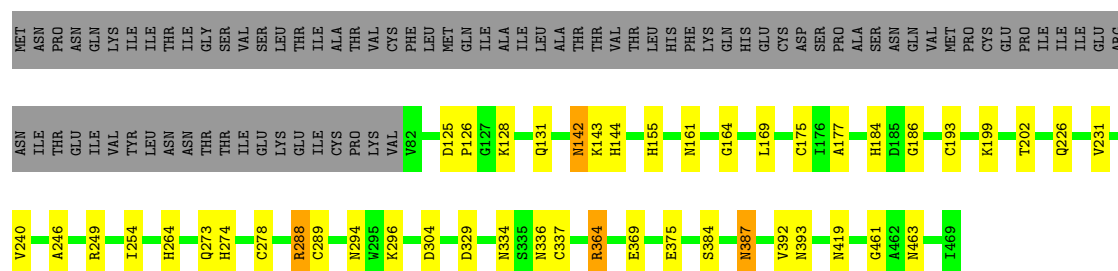 MET ASN PRO ASN GLN LYS ILE ILE THR ILE GLY SER VAL SER LEU THR ILE ALA THR VAL CYS PHE LEU MET GLN ILE ALA ILE LEU ALA THR THR VAL THR LEU HIS PHE LYS GLN HIS GLU CYS ASP SER PRO ALA SER ASN GLN VAL MET PRO CYS GLU PRO ILE ILE ILE GLU ARG
ASN ILE THR GLU ILE VAL TYR LEU ASN ASN THR THR ILE GLU LYS GLU ILE CYS PRO LYS VAL V82 D125 P126 G127 K128 Q131 N142 K143 H144 H155 N161 G164 L169 C175 I176 A177 H184 D185 G186 C193 K199 T202 Q226 V231
V240 A246 R249 I254 H264 Q273 H274 C278 R288 C289 N294 W295 K296 D304 D329 N334 S335 N336 C337 R364 E369 E375 S384 N387 V392 N393 N419 G461 A462 N463 I469